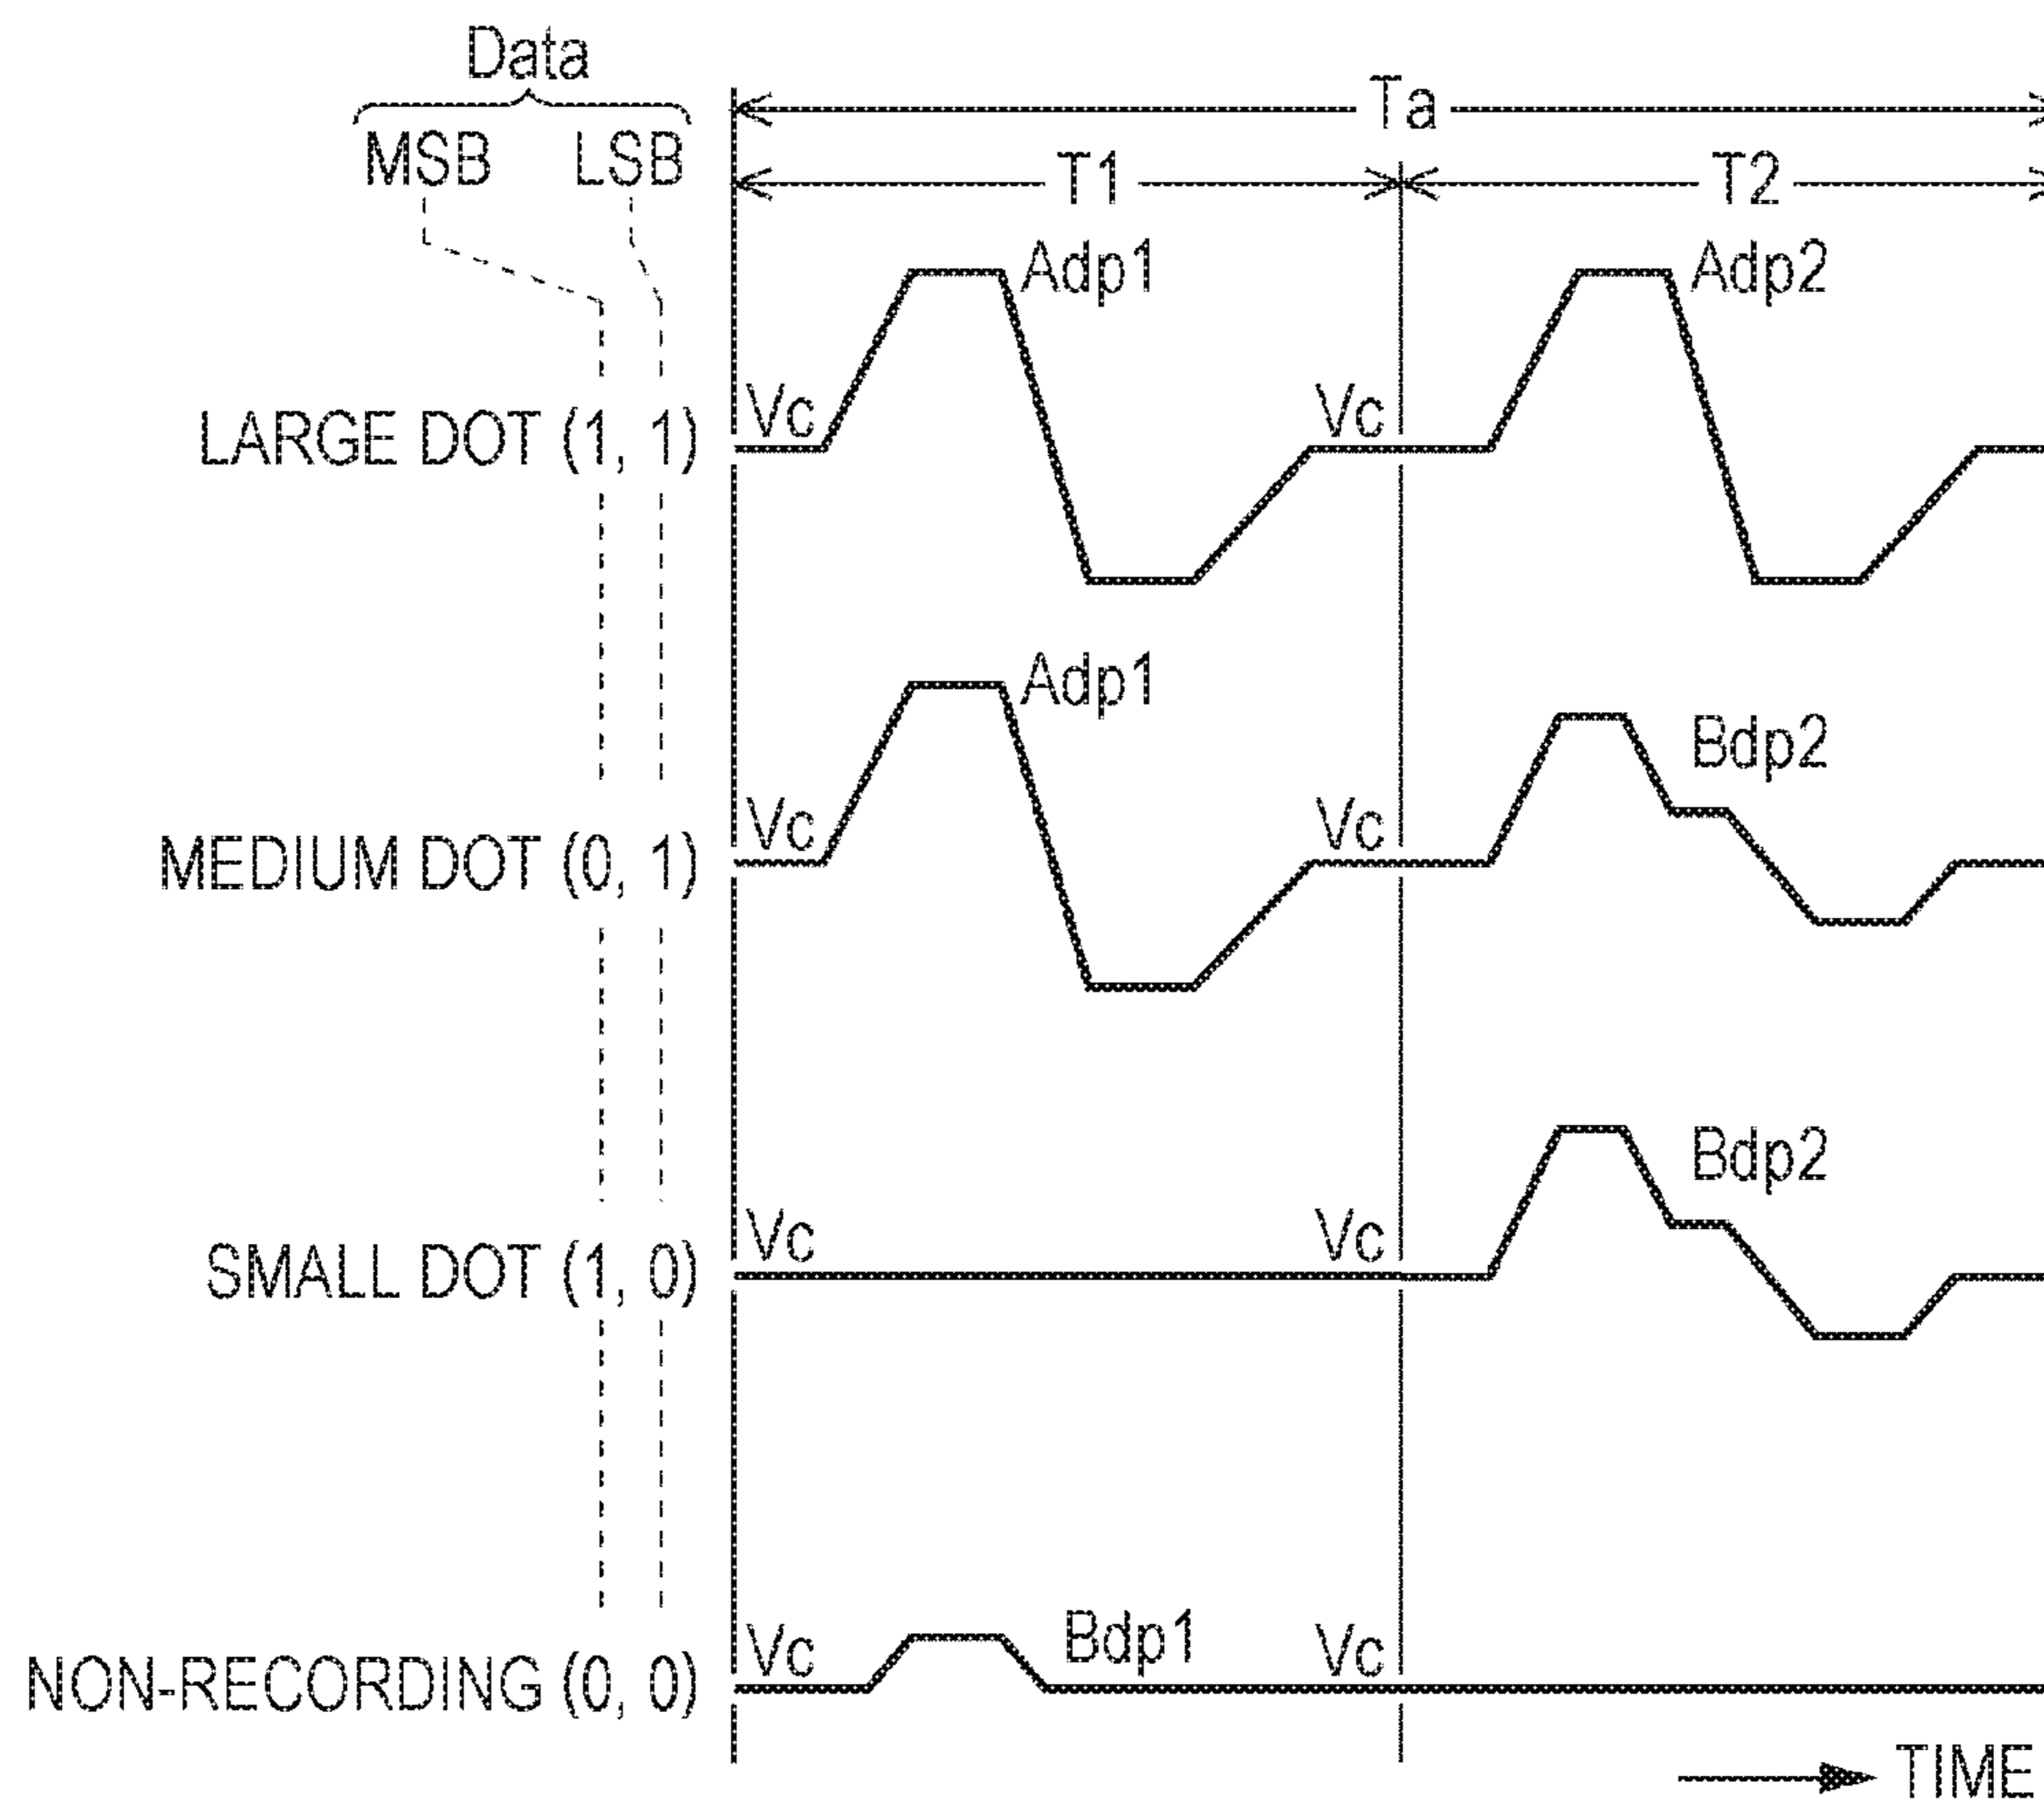 Data
MSB LSB
Ta
T1 T2
Adp1 Adp2
LARGE DOT (1, 1) Vc Vc
Adp1 Bdp2
MEDIUM DOT (0, 1) Vc Vc
Bdp2
SMALL DOT (1, 0) Vc Vc
Bdp1
NON-RECORDING (0, 0) Vc Vc
TIME